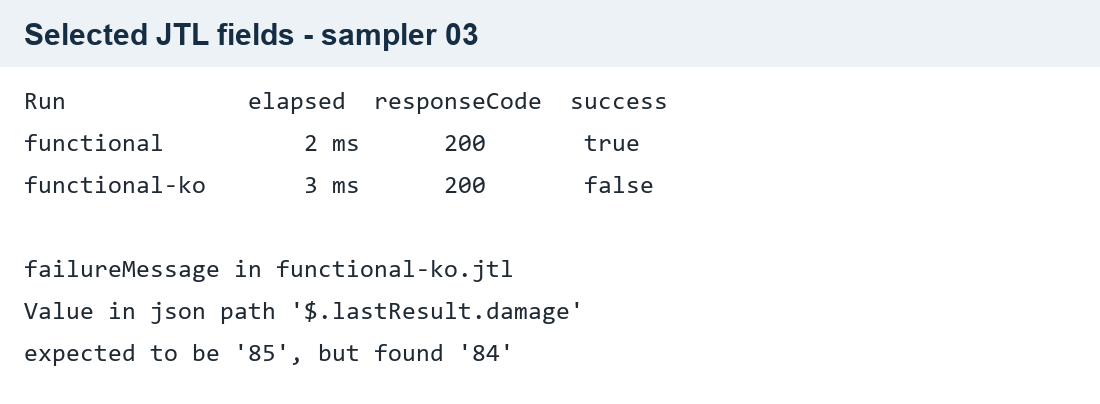 Selected JTL fields - sampler 03
Run elapsed responseCode success
functional 2 ms 200 true
functional-ko 3 ms 200 false
failureMessage in functional-ko.jtl
Value in json path '$.lastResult.damage'
expected to be '85', but found '84'